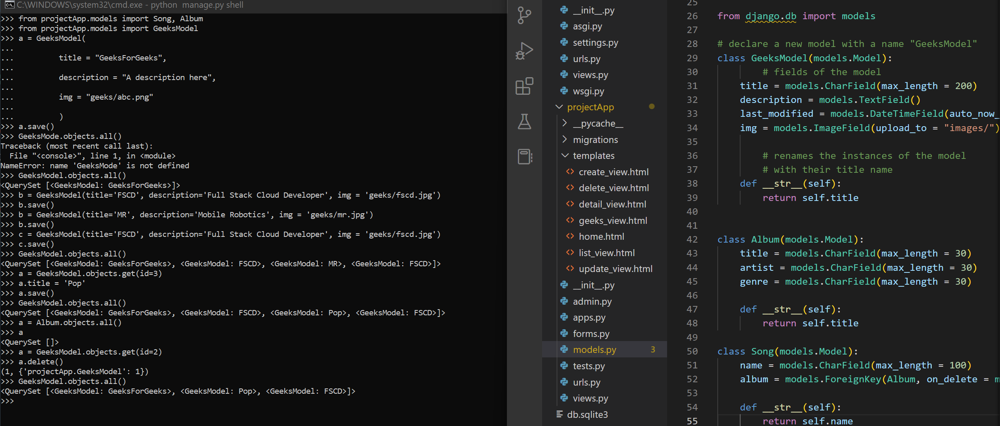 C:\WINDOWS\system32\cmd.exe - python  manage.py shell
>>> from projectApp.models import Song, Album
>>> from projectApp.models import GeeksModel
>>> a = GeeksModel(
...
...          title = "GeeksForGeeks",
...
...          description = "A description here",
...
...          img = "geeks/abc.png"
...
...          )
>>> a.save()
>>> GeeksMode.objects.all()
Traceback (most recent call last):
  File "<console>", line 1, in <module>
NameError: name 'GeeksMode' is not defined
>>> GeeksModel.objects.all()
<QuerySet [<GeeksModel: GeeksForGeeks>]>
>>> b = GeeksModel(title='FSCD', description='Full Stack Cloud Developer', img = 'geeks/fscd.jpg')
>>> b.save()
>>> b = GeeksModel(title='MR', description='Mobile Robotics', img = 'geeks/mr.jpg')
>>> b.save()
>>> c = GeeksModel(title='FSCD', description='Full Stack Cloud Developer', img = 'geeks/fscd.jpg')
>>> c.save()
>>> GeeksModel.objects.all()
<QuerySet [<GeeksModel: GeeksForGeeks>, <GeeksModel: FSCD>, <GeeksModel: MR>, <GeeksModel: FSCD>]>
>>> a = GeeksModel.objects.get(id=3)
>>> a.title = 'Pop'
>>> a.save()
>>> GeeksModel.objects.all()
<QuerySet [<GeeksModel: GeeksForGeeks>, <GeeksModel: FSCD>, <GeeksModel: Pop>, <GeeksModel: FSCD>]>
>>> a = Album.objects.all()
>>> a
<QuerySet []>
>>> a = GeeksModel.objects.get(id=2)
>>> a.delete()
(1, {'projectApp.GeeksModel': 1})
>>> GeeksModel.objects.all()
<QuerySet [<GeeksModel: GeeksForGeeks>, <GeeksModel: Pop>, <GeeksModel: FSCD>]>
>>>
__init__.py
asgi.py
settings.py
urls.py
views.py
wsgi.py
projectApp
__pycache__
migrations
templates
create_view.html
delete_view.html
detail_view.html
geeks_view.html
home.html
list_view.html
update_view.html
__init__.py
admin.py
apps.py
forms.py
models.py 3
tests.py
urls.py
views.py
db.sqlite3
25
26 from django.db import models
27
28 # declare a new model with a name "GeeksModel"
29 class GeeksModel(models.Model):
30         # fields of the model
31     title = models.CharField(max_length = 200)
32     description = models.TextField()
33     last_modified = models.DateTimeField(auto_now_
34     img = models.ImageField(upload_to = "images/")
35
36         # renames the instances of the model
37         # with their title name
38     def __str__(self):
39         return self.title
40
41
42 class Album(models.Model):
43     title = models.CharField(max_length = 30)
44     artist = models.CharField(max_length = 30)
45     genre = models.CharField(max_length = 30)
46
47     def __str__(self):
48         return self.title
49
50 class Song(models.Model):
51     name = models.CharField(max_length = 100)
52     album = models.ForeignKey(Album, on_delete = m
53
54     def __str__(self):
55         return self.name